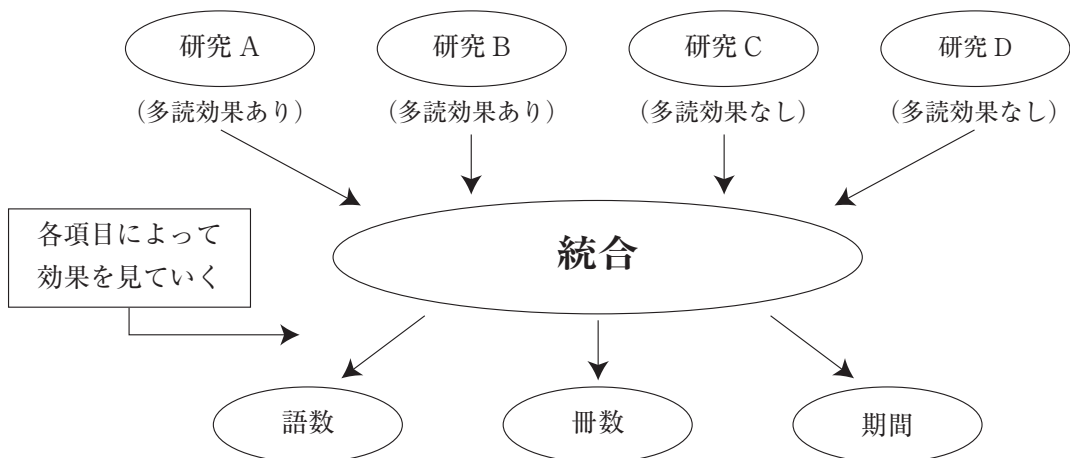 研究 A
研究 B
研究 C
研究 D
（多読効果あり）
（多読効果あり）
（多読効果なし）
（多読効果なし）
各項目によって
効果を見ていく
統合
語数
冊数
期間